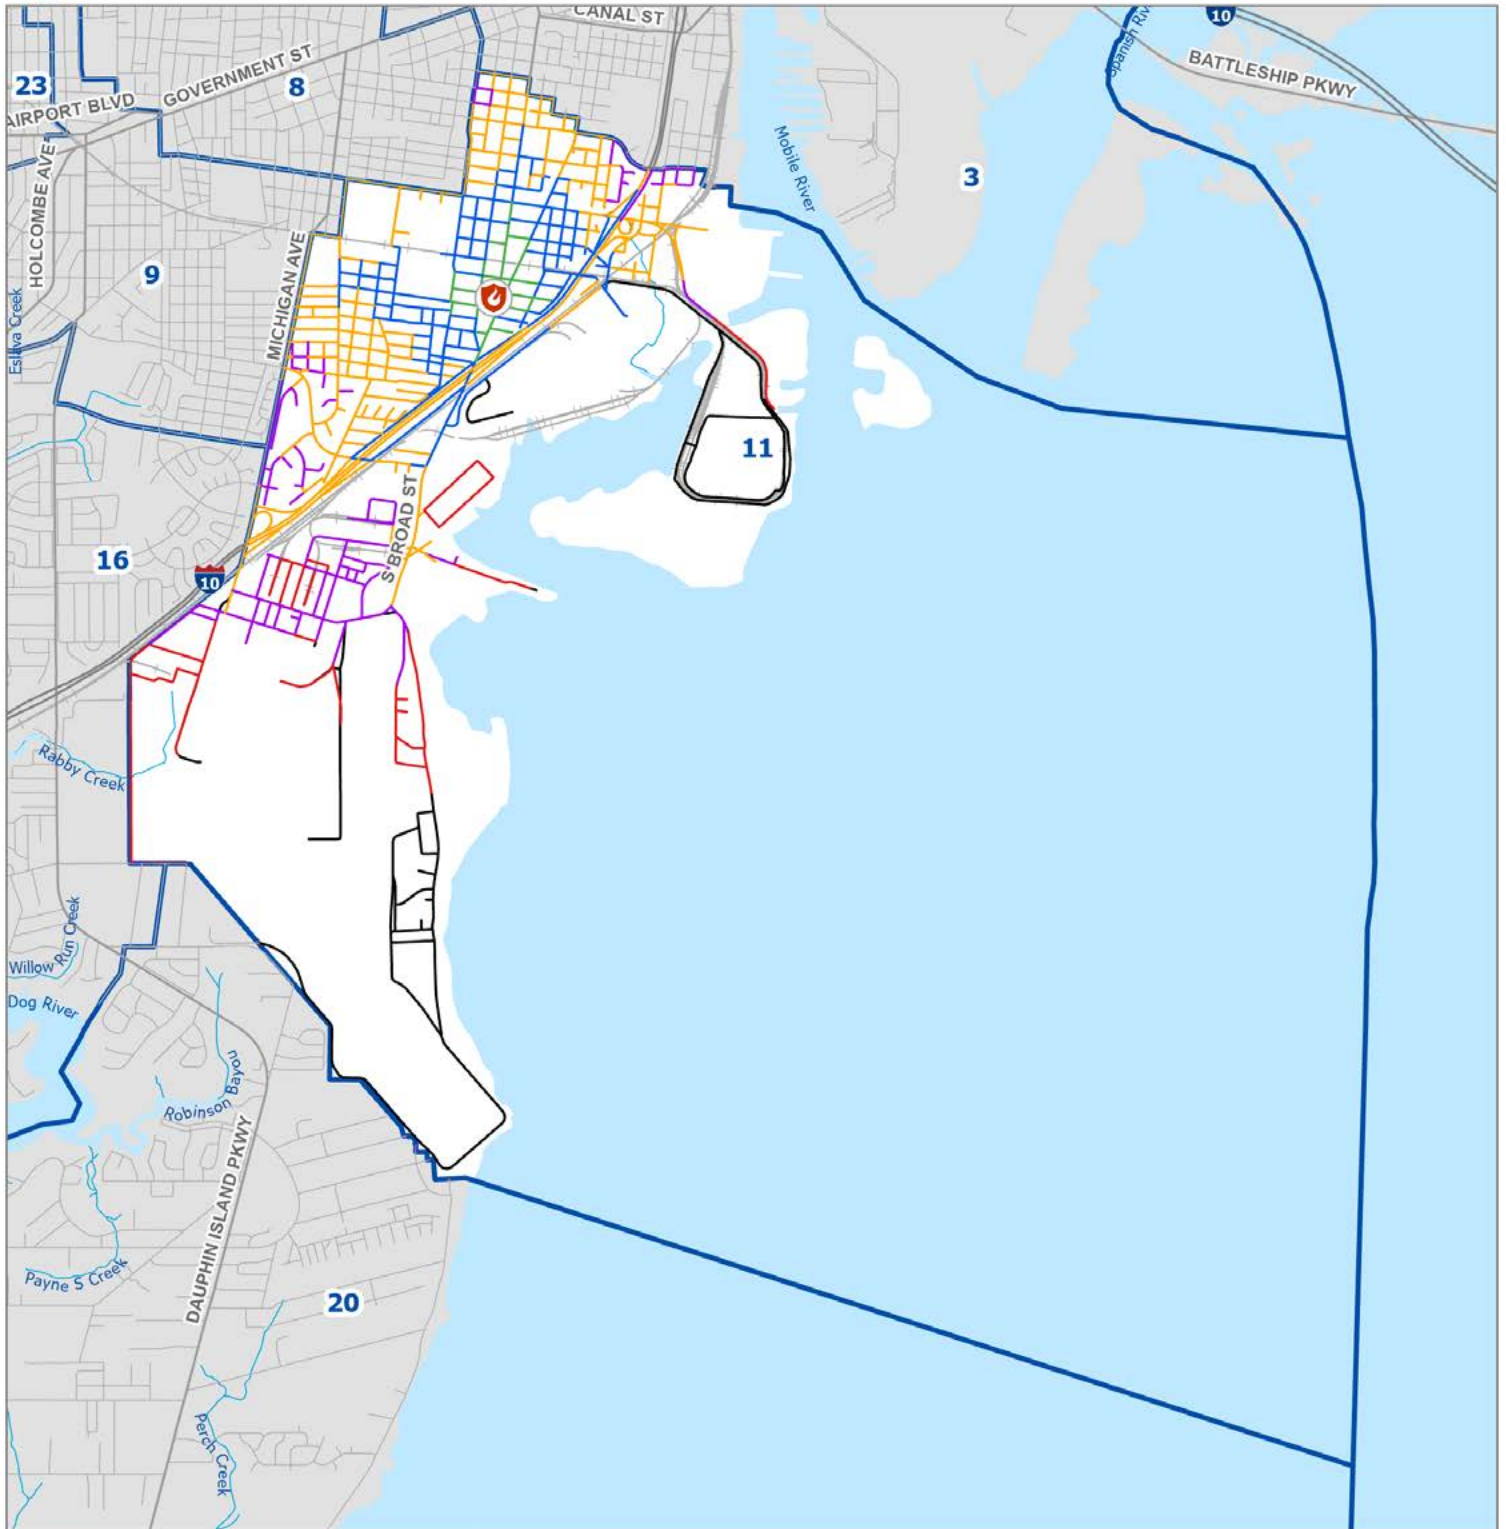 CANAL ST
10
Spanish Riv
BATTLESHIP PKWY
23
AIRPORT BLVD
GOVERNMENT ST
8
HOLCOMBE AVE
Mobile River
3
9
MICHIGAN AVE
Eslava Creek
11
16
10
S BROAD ST
Rabby Creek
Willow Run Creek
Dog River
Robinson Bayou
DAUPHIN ISLAND PKWY
Payne S Creek
20
Perch Creek